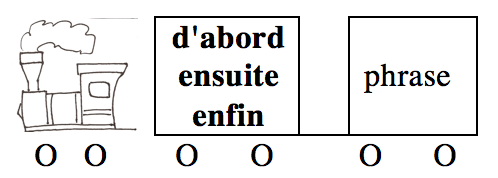 d'abord
ensuite
enfin
phrase
O O O O O O